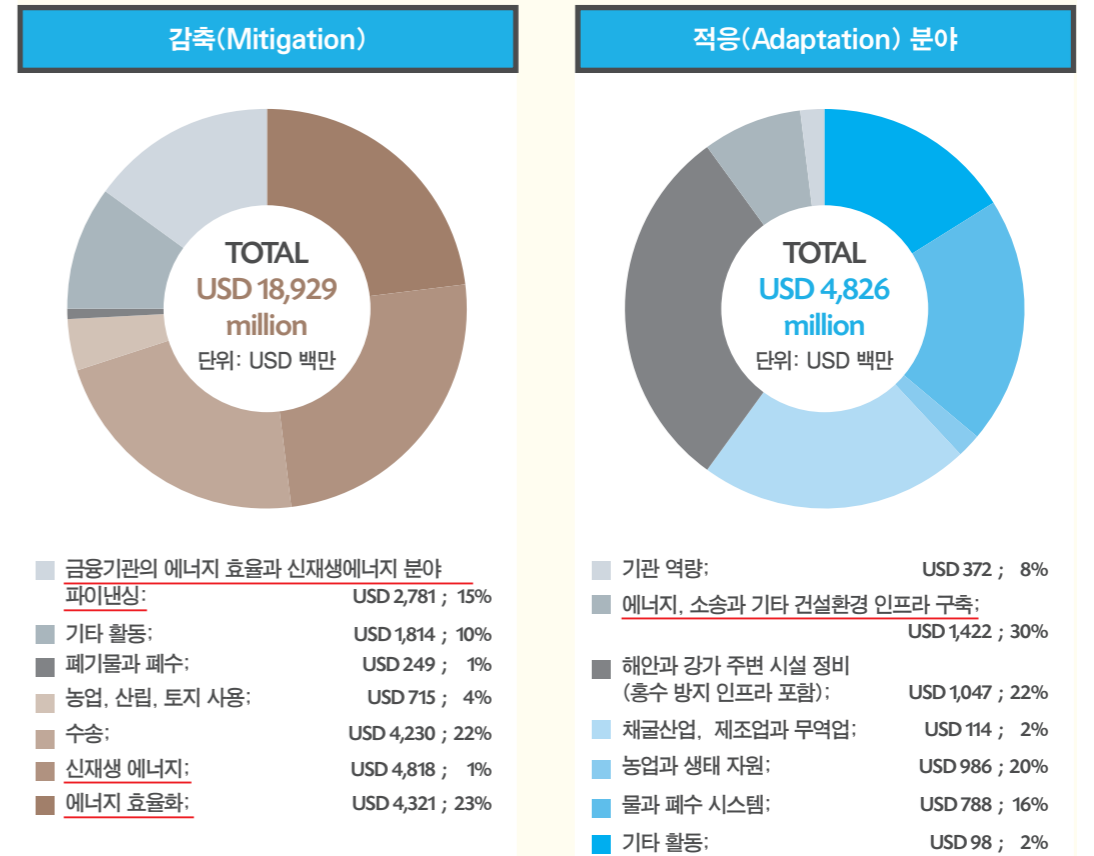 감축(Mitigation)
TOTAL
USD 18,929
million
단위: USD 백만
금융기관의 에너지 효율과 신재생에너지 분야
파이낸싱: USD 2,781 ; 15%
기타 활동; USD 1,814 ; 10%
폐기물과 폐수; USD 249 ; 1%
농업, 산림, 토지 사용; USD 715 ; 4%
수송; USD 4,230 ; 22%
신재생 에너지; USD 4,818 ; 1%
에너지 효율화; USD 4,321 ; 23%
적응(Adaptation) 분야
TOTAL
USD 4,826
million
단위: USD 백만
기관 역량; USD 372 ; 8%
에너지, 소송과 기타 건설환경 인프라 구축;
USD 1,422 ; 30%
해안과 강가 주변 시설 정비
(홍수 방지 인프라 포함); USD 1,047 ; 22%
채굴산업, 제조업과 무역업; USD 114 ; 2%
농업과 생태 자원; USD 986 ; 20%
물과 폐수 시스템; USD 788 ; 16%
기타 활동; USD 98 ; 2%